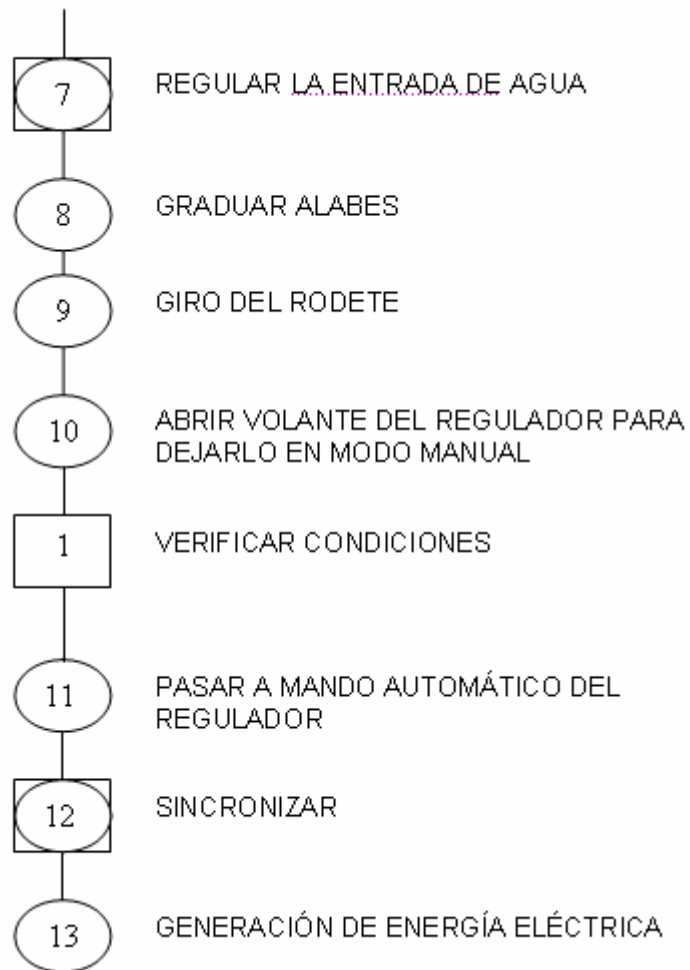 7 REGULAR LA ENTRADA DE AGUA
8 GRADUAR ALABES
9 GIRO DEL RODETE
10 ABRIR VOLANTE DEL REGULADOR PARA
DEJARLO EN MODO MANUAL
1 VERIFICAR CONDICIONES
11 PASAR A MANDO AUTOMÁTICO DEL
REGULADOR
12 SINCRONIZAR
13 GENERACIÓN DE ENERGÍA ELÉCTRICA